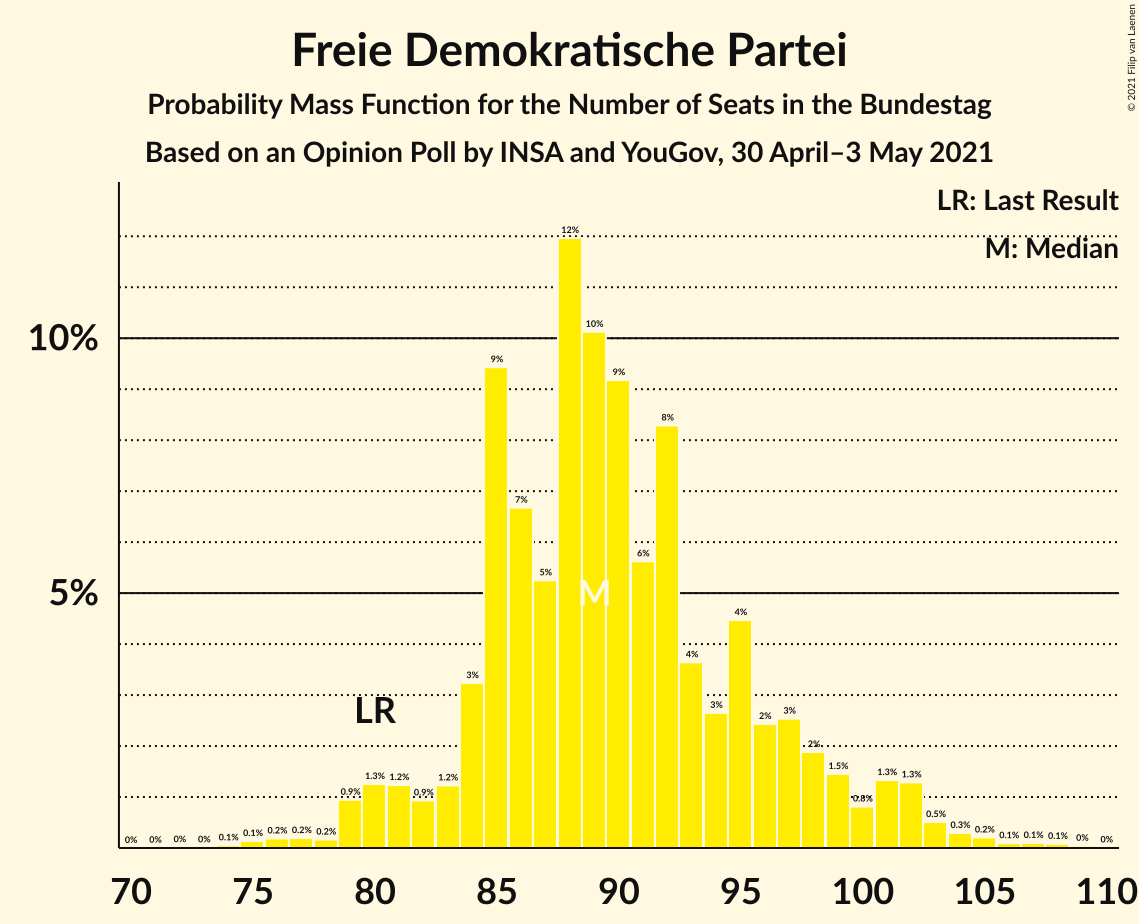 © 2021 Filip van Laenen
Freie Demokratische Partei
Probability Mass Function for the Number of Seats in the Bundestag
Based on an Opinion Poll by INSA and YouGov, 30 April–3 May 2021
LR: Last Result
M: Median
10%
5%
0% 0% 0% 0% 0.1% 0.1% 0.2% 0.2% 0.2% 0.9% 1.3% 1.2% 0.9% 1.2% 3% 9% 7% 5% 12% 10% 9% 6% 8% 4% 3% 4% 2% 3% 2% 1.5% 0.8% 1.3% 1.3% 0.5% 0.3% 0.2% 0.1% 0.1% 0.1% 0% 0%
M
LR
70 75 80 85 90 95 100 105 110